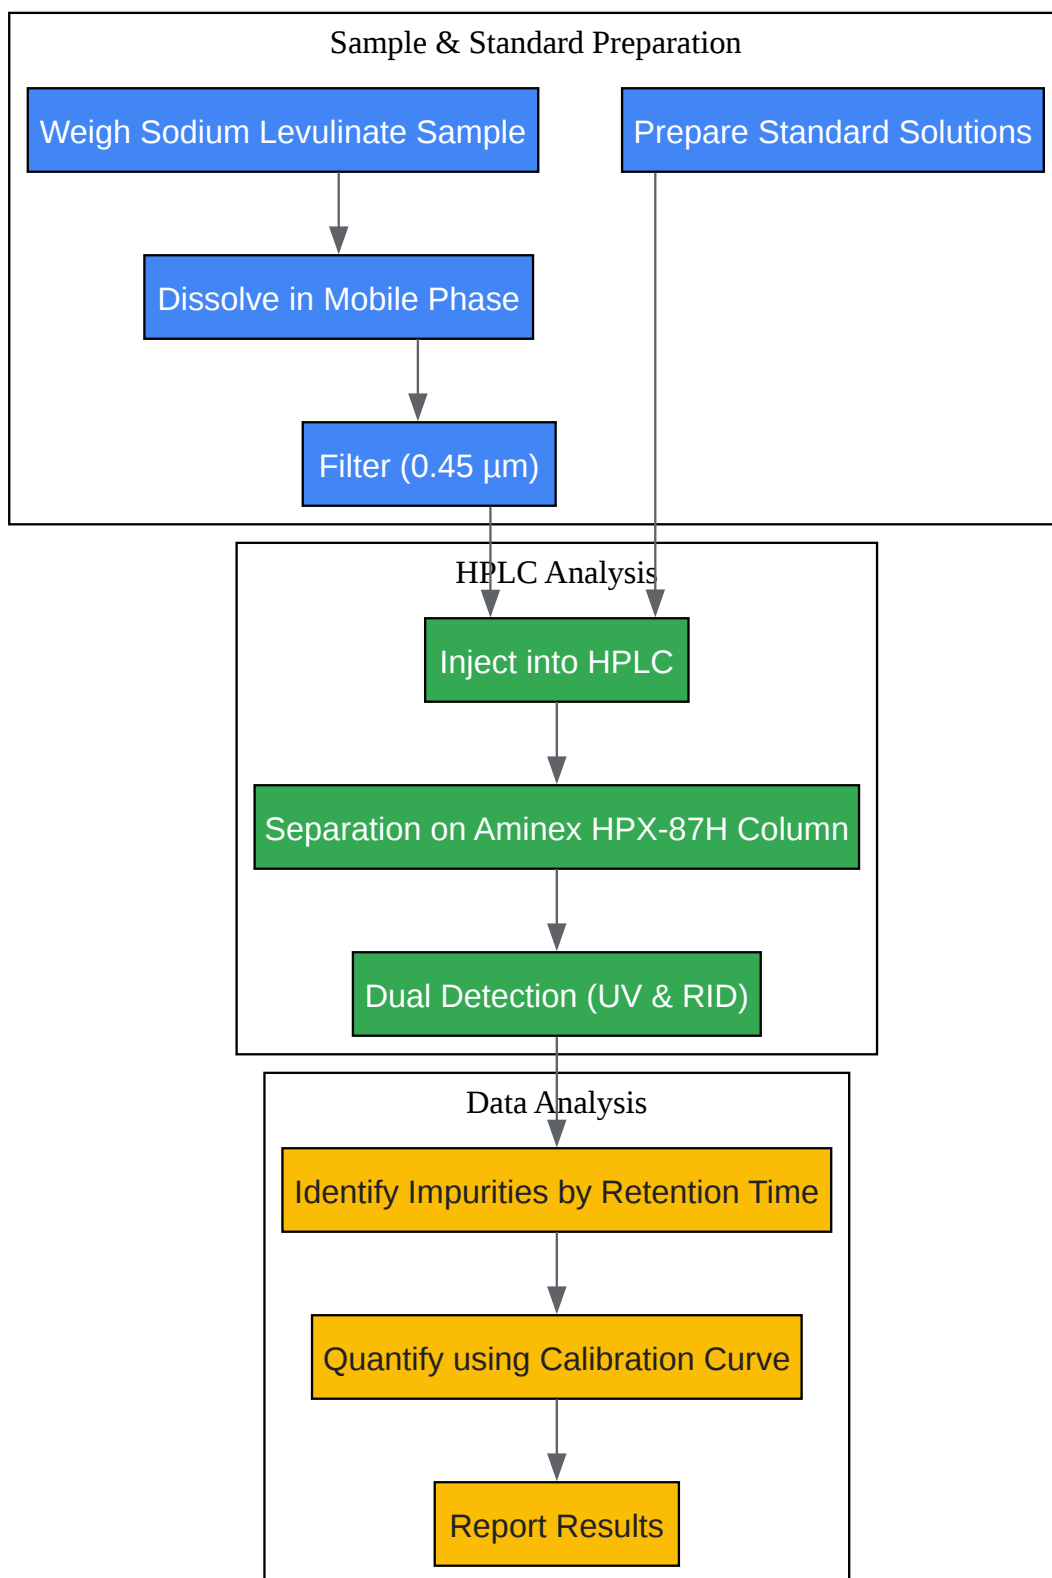 Sample & Standard Preparation
Weigh Sodium Levulinate Sample
Prepare Standard Solutions
Dissolve in Mobile Phase
Filter (0.45 µm)
HPLC Analysis
Inject into HPLC
Separation on Aminex HPX-87H Column
Dual Detection (UV & RID)
Data Analysis
Identify Impurities by Retention Time
Quantify using Calibration Curve
Report Results